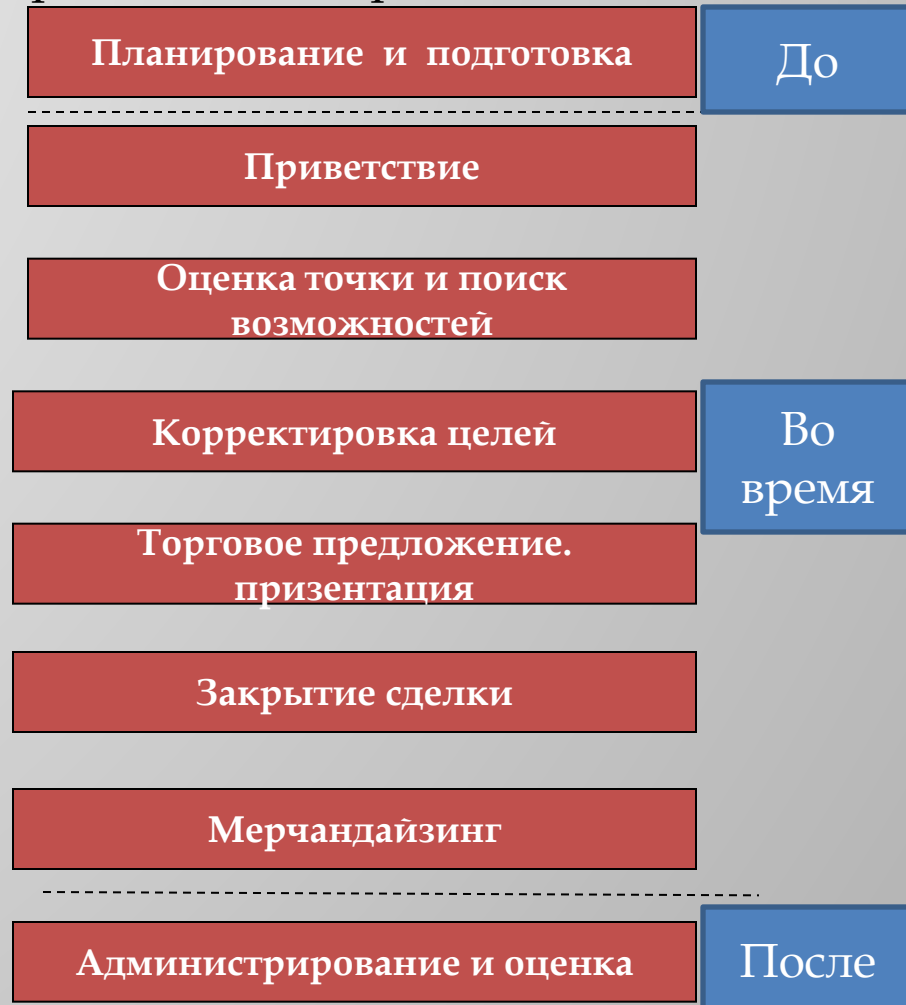 Планирование и подготовка
До
Приветствие
Оценка точки и поиск
возможностей
Корректировка целей
Во
время
Торговое предложение.
призентация
Закрытие сделки
Мерчандайзинг
Администрирование и оценка
После